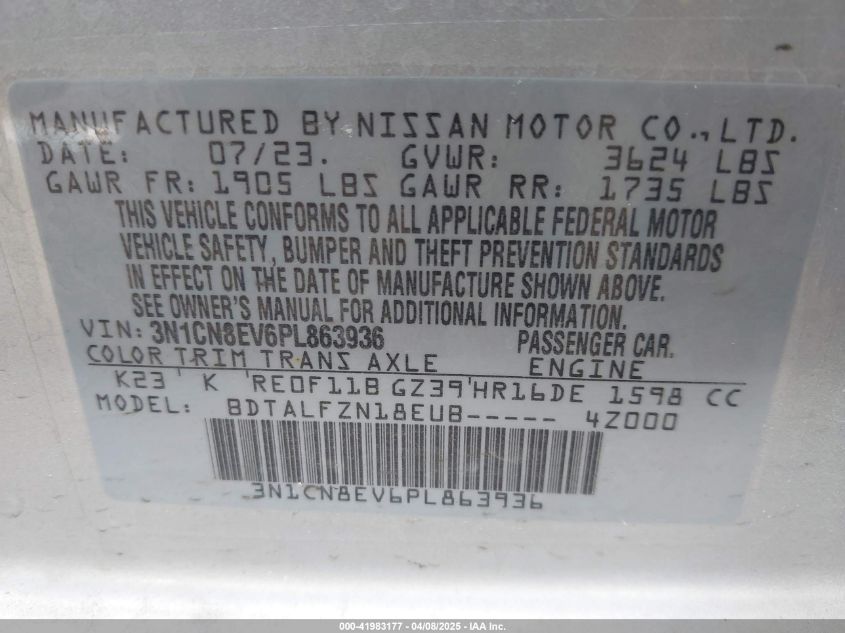 MANUFACTURED BY NISSAN MOTOR CO., LTD.
DATE: 07/23. GVWR: 3624 LBS
GAWR FR: 1905 LBS GAWR RR: 1735 LBS
THIS VEHICLE CONFORMS TO ALL APPLICABLE FEDERAL MOTOR
VEHICLE SAFETY, BUMPER AND THEFT PREVENTION STANDARDS
IN EFFECT ON THE DATE OF MANUFACTURE SHOWN ABOVE.
SEE OWNER'S MANUAL FOR ADDITIONAL INFORMATION.
VIN: 3N1CN8EV6PL863936 PASSENGER CAR.
COLOR TRIM TRANS AXLE ENGINE
K23 ' K 'RE0F11B GZ39'HR16DE 1598 CC
MODEL: BDTALFZN18EUB----- 4Z000
3N1CN8EV6PL863936
000-41983177 - 04/08/2025 - IAA Inc.